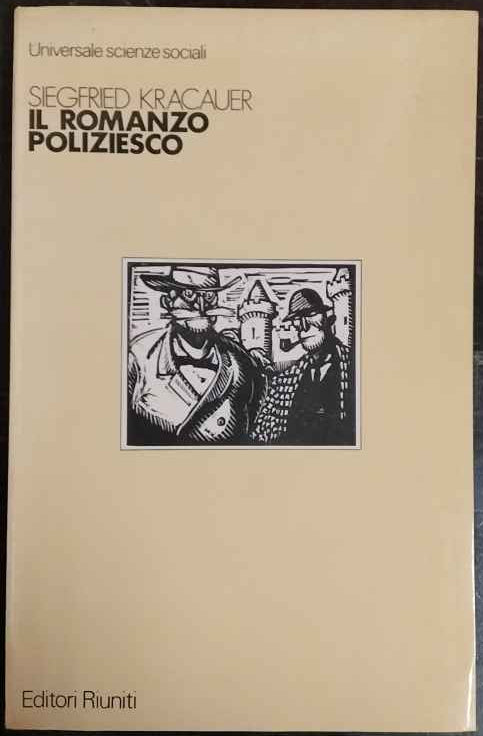 Universale scienze sociali
SIEGFRIED KRACAUER
IL ROMANZO
POLIZIESCO
Editori Riuniti